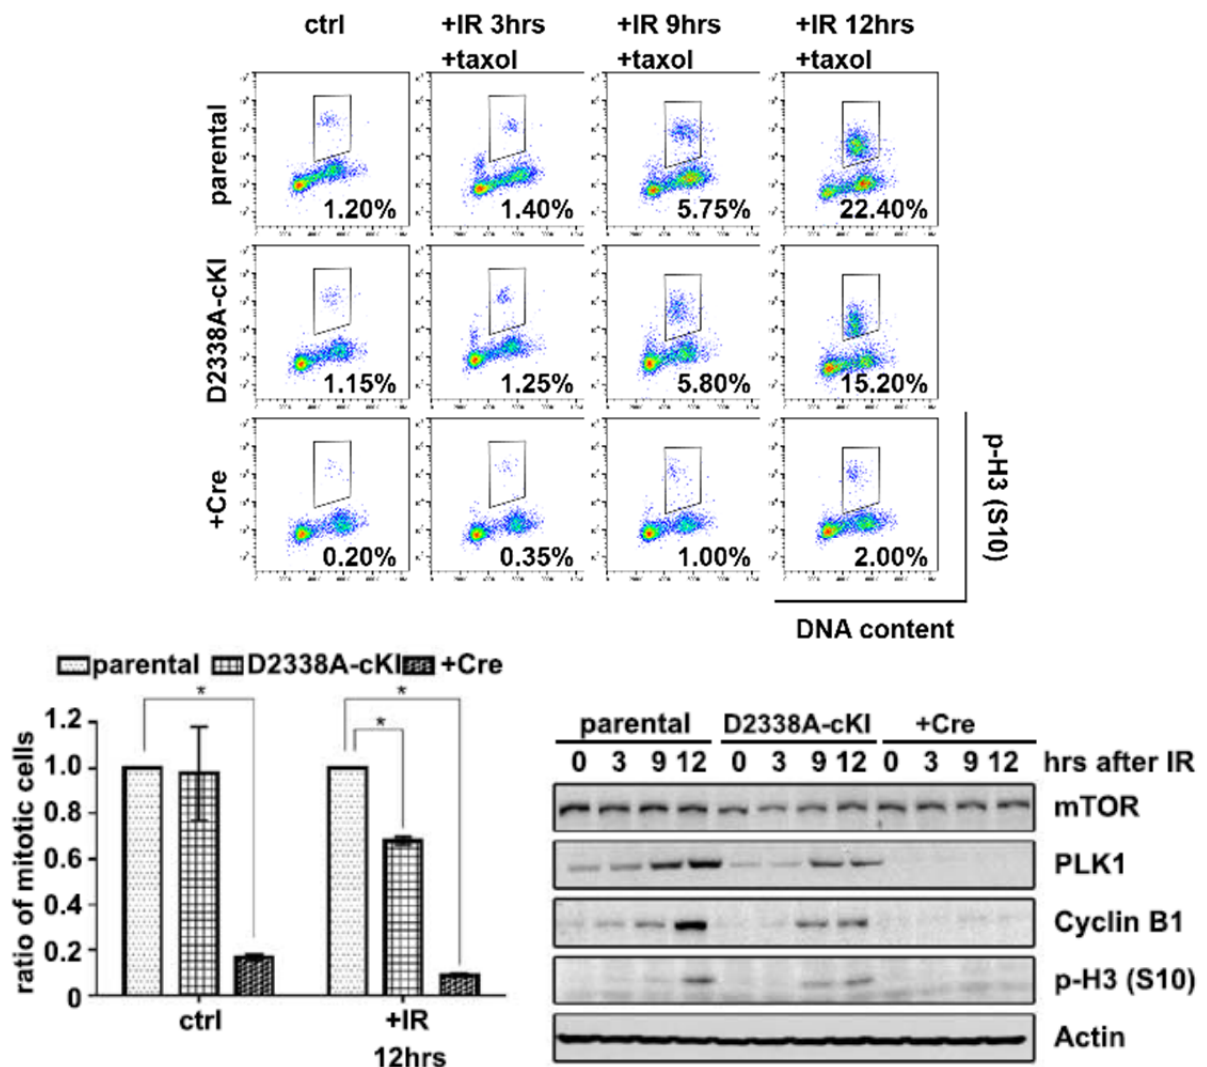 ctrl
+IR 3hrs
+taxol
+IR 9hrs
+taxol
+IR 12hrs
+taxol
parental
1.20%
1.40%
5.75%
22.40%
D2338A-cKI
1.15%
1.25%
5.80%
15.20%
+Cre
0.20%
0.35%
1.00%
2.00%
p-H3 (S10)
DNA content
parental D2338A-cKI +Cre
ratio of mitotic cells
1.2
1.0
0.8
0.6
0.4
0.2
0
*
*
*
ctrl
+IR
12hrs
parental D2338A-cKI +Cre
0 3 9 12 0 3 9 12 0 3 9 12 hrs after IR
mTOR
PLK1
Cyclin B1
p-H3 (S10)
Actin